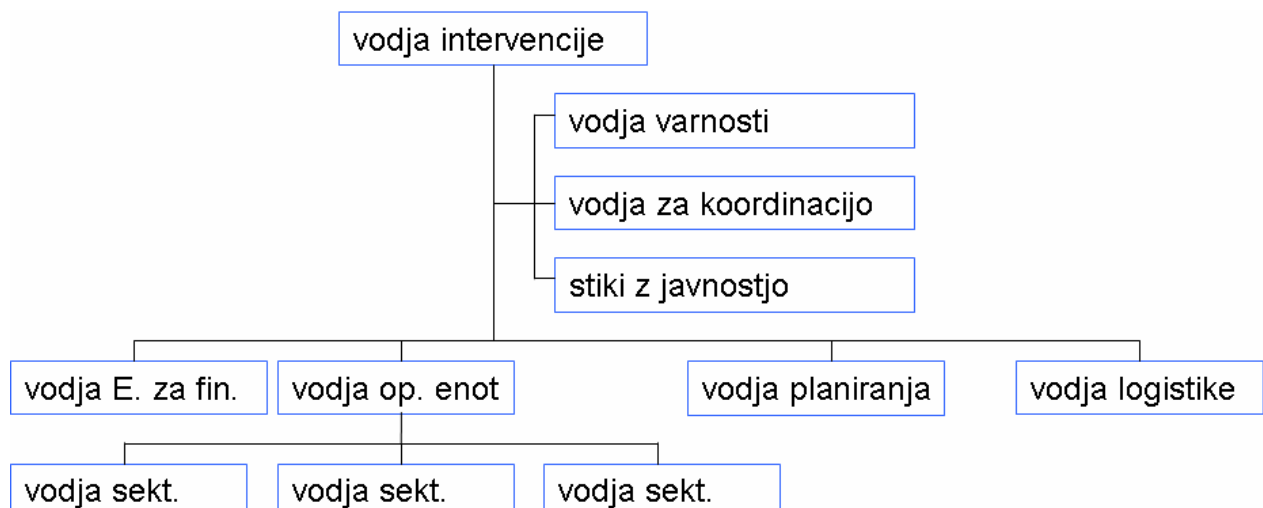 vodja intervencije
vodja varnosti
vodja za koordinacijo
stiki z javnostjo
vodja E. za fin.
vodja op. enot
vodja planiranja
vodja logistike
vodja sekt.
vodja sekt.
vodja sekt.